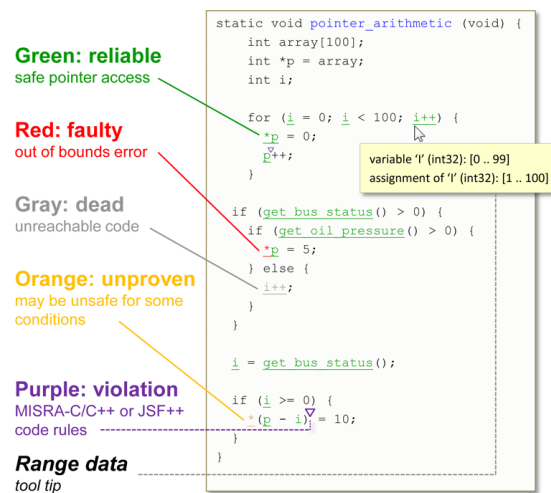 static void pointer_arithmetic (void) {
int array[100];
int *p = array;
int i;
Green: reliable
safe pointer access
for (i = 0; i < 100; i++) {
*p = 0;
p++;
}
variable ‘I’ (int32): [0 .. 99]
assignment of ‘I’ (int32): [1 .. 100]
Red: faulty
out of bounds error
Gray: dead
unreachable code
if (get_bus_status() > 0) {
if (get_oil_pressure() > 0) {
*p = 5;
} else {
i++;
}
}
Orange: unproven
may be unsafe for some
conditions
i = get_bus_status();
Purple: violation
MISRA-C/C++ or JSF++
code rules
if (i >= 0) {
*(p - i) = 10;
}
}
Range data
tool tip